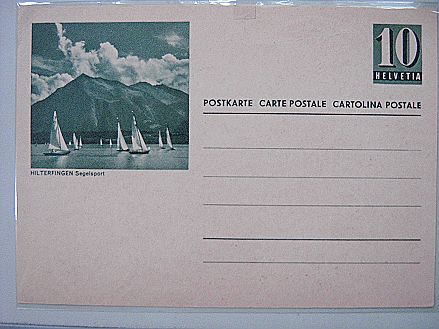 10
HELVETIA
POSTKARTE CARTE POSTALE CARTOLINA POSTALE
HILTERFINGEN Segelsport